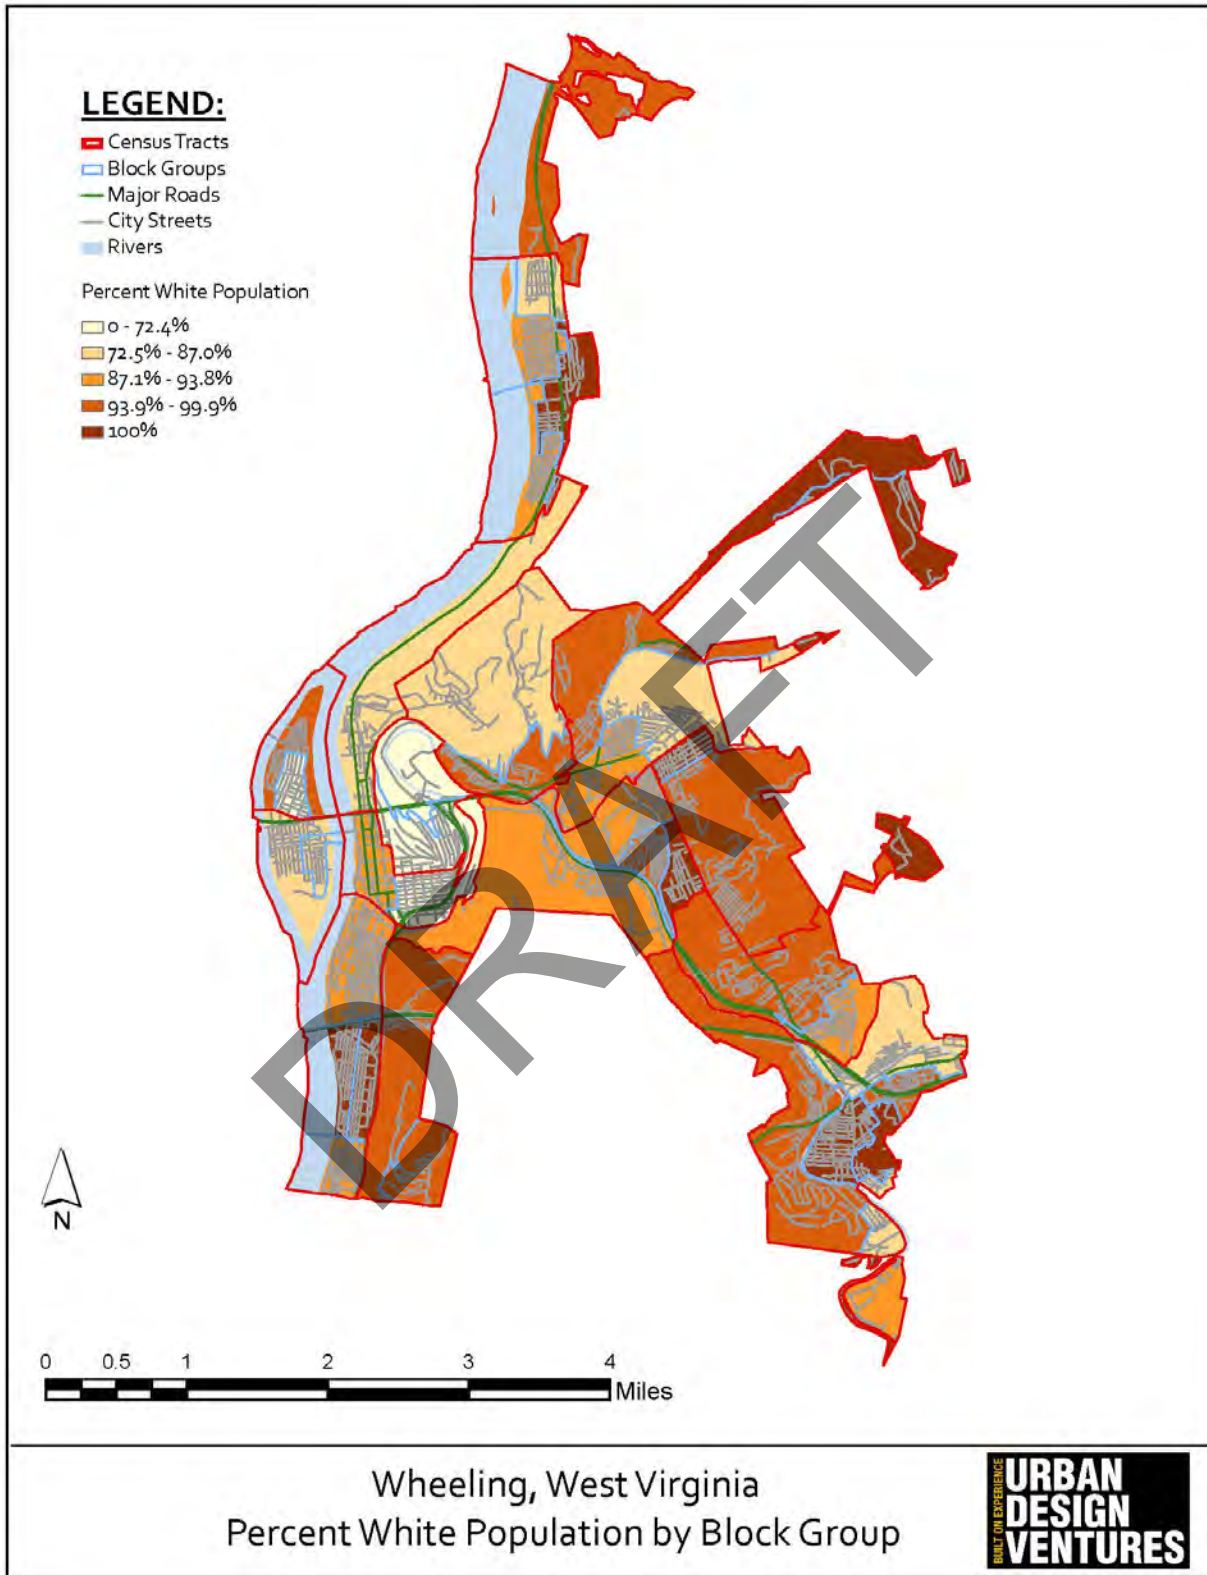 LEGEND:
Census Tracts
Block Groups
Major Roads
City Streets
Rivers
Percent White Population
0 - 72.4%
72.5% - 87.0%
87.1% - 93.8%
93.9% - 99.9%
100%
DRAFT
N
0 0.5 1 2 3 4
Miles
Wheeling, West Virginia
Percent White Population by Block Group
BUILT ON EXPERIENCE
URBAN
DESIGN
VENTURES